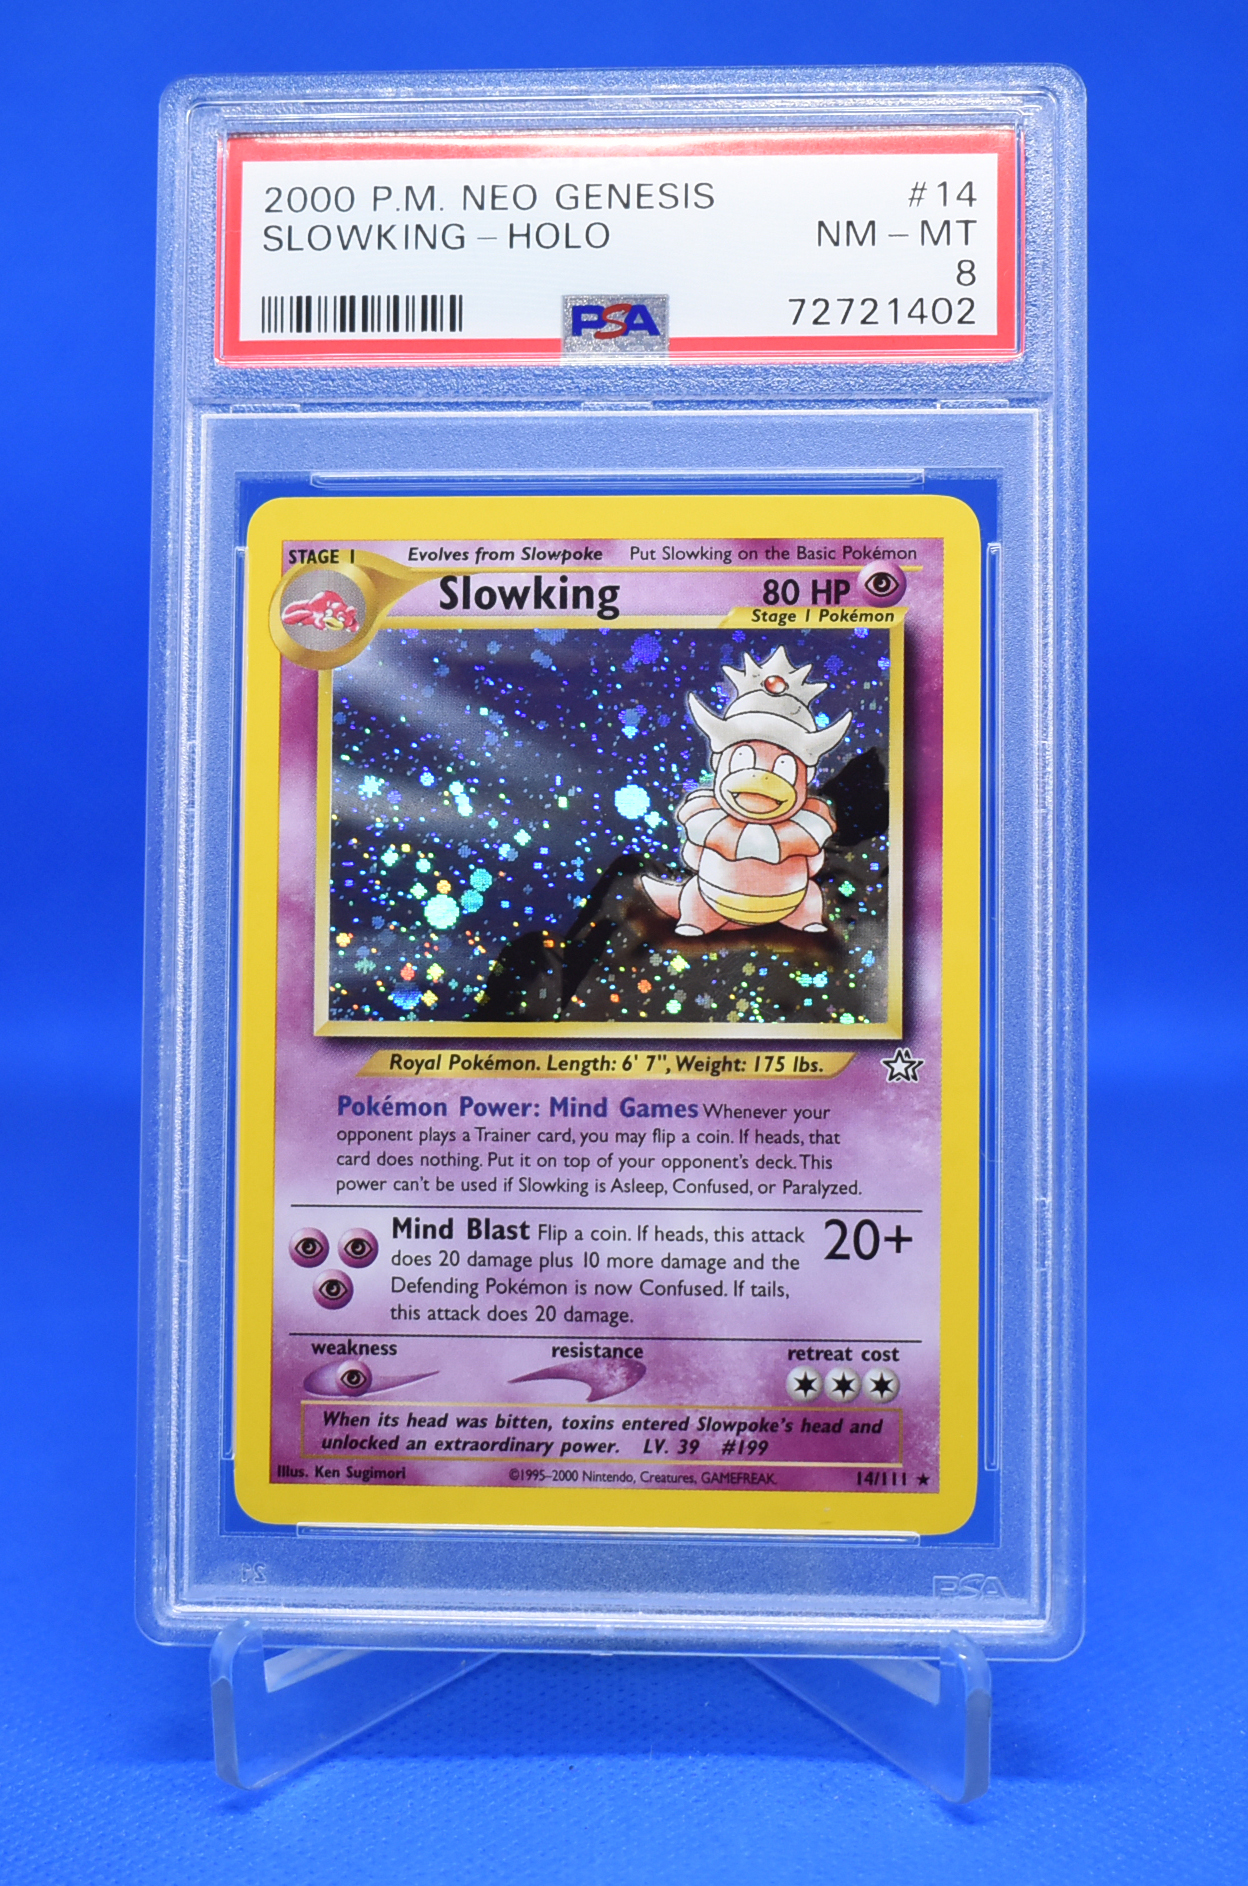 2000 P.M. NEO GENESIS #14
SLOWKING - HOLO NM - MT
8
72721402
PSA
STAGE 1 Evolves from Slowpoke Put Slowking on the Basic Pokémon
Slowking 80 HP
Stage 1 Pokémon
Royal Pokémon. Length: 6' 7", Weight: 175 lbs.
Pokémon Power: Mind Games Whenever your
opponent plays a Trainer card, you may flip a coin. If heads, that
card does nothing. Put it on top of your opponent's deck. This
power can't be used if Slowking is Asleep, Confused, or Paralyzed.
Mind Blast Flip a coin. If heads, this attack 20+
does 20 damage plus 10 more damage and the
Defending Pokémon is now Confused. If tails,
this attack does 20 damage.
weakness resistance retreat cost
When its head was bitten, toxins entered Slowpoke's head and
unlocked an extraordinary power. LV. 39 #199
Illus. Ken Sugimori ©1995-2000 Nintendo, Creatures, GAMEFREAK. 14/111 ★
PSA